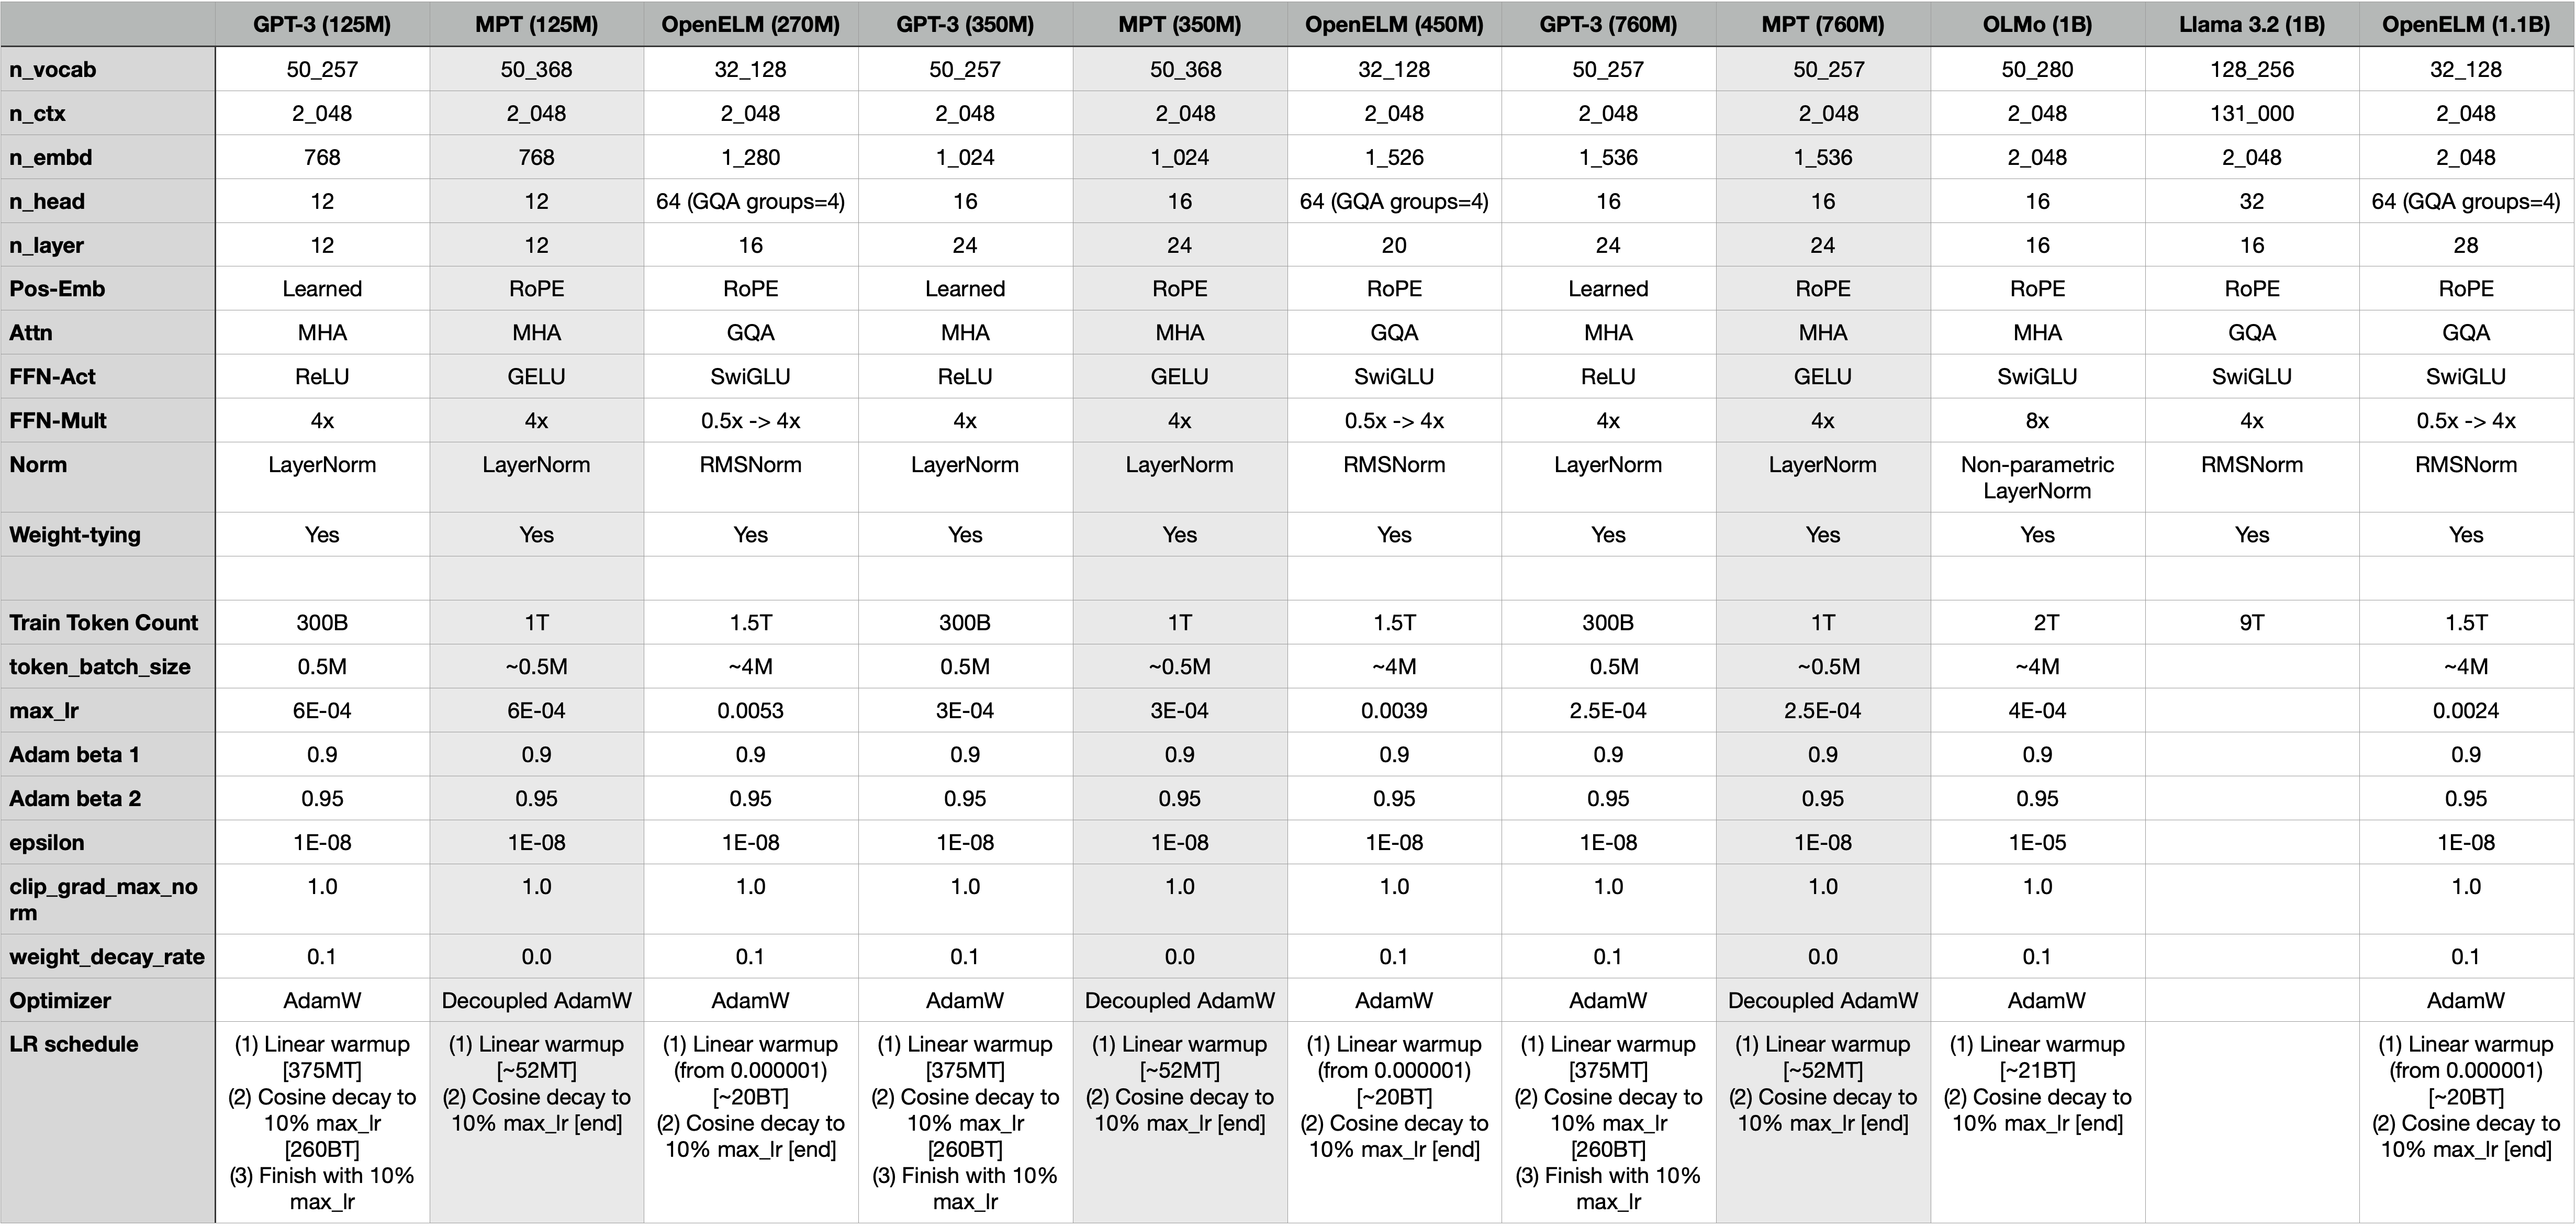 GPT-3 (125M) MPT (125M) OpenELM (270M) GPT-3 (350M) MPT (350M) OpenELM (450M) GPT-3 (760M) MPT (760M) OLMo (1B) Llama 3.2 (1B) OpenELM (1.1B)
n_vocab 50_257 50_368 32_128 50_257 50_368 32_128 50_257 50_257 50_280 128_256 32_128
n_ctx 2_048 2_048 2_048 2_048 2_048 2_048 2_048 2_048 2_048 131_000 2_048
n_embd 768 768 1_280 1_024 1_024 1_526 1_536 1_536 2_048 2_048 2_048
n_head 12 12 64 (GQA groups=4) 16 16 64 (GQA groups=4) 16 16 16 32 64 (GQA groups=4)
n_layer 12 12 16 24 24 20 24 24 16 16 28
Pos-Emb Learned RoPE RoPE Learned RoPE RoPE Learned RoPE RoPE RoPE RoPE
Attn MHA MHA GQA MHA MHA GQA MHA MHA MHA GQA GQA
FFN-Act ReLU GELU SwiGLU ReLU GELU SwiGLU ReLU GELU SwiGLU SwiGLU SwiGLU
FFN-Mult 4x 4x 0.5x -> 4x 4x 4x 0.5x -> 4x 4x 4x 8x 4x 0.5x -> 4x
Norm LayerNorm LayerNorm RMSNorm LayerNorm LayerNorm RMSNorm LayerNorm LayerNorm Non-parametric RMSNorm RMSNorm
LayerNorm
Weight-tying Yes Yes Yes Yes Yes Yes Yes Yes Yes Yes Yes
Train Token Count 300B 1T 1.5T 300B 1T 1.5T 300B 1T 2T 9T 1.5T
token_batch_size 0.5M ~0.5M ~4M 0.5M ~0.5M ~4M 0.5M ~0.5M ~4M ~4M
max_lr 6E-04 6E-04 0.0053 3E-04 3E-04 0.0039 2.5E-04 2.5E-04 4E-04 0.0024
Adam beta 1 0.9 0.9 0.9 0.9 0.9 0.9 0.9 0.9 0.9 0.9
Adam beta 2 0.95 0.95 0.95 0.95 0.95 0.95 0.95 0.95 0.95 0.95
epsilon 1E-08 1E-08 1E-08 1E-08 1E-08 1E-08 1E-08 1E-08 1E-05 1E-08
clip_grad_max_no 1.0 1.0 1.0 1.0 1.0 1.0 1.0 1.0 1.0 1.0
rm
weight_decay_rate 0.1 0.0 0.1 0.1 0.0 0.1 0.1 0.0 0.1 0.1
Optimizer AdamW Decoupled AdamW AdamW AdamW Decoupled AdamW AdamW AdamW Decoupled AdamW AdamW AdamW
LR schedule (1) Linear warmup (1) Linear warmup (1) Linear warmup (1) Linear warmup (1) Linear warmup (1) Linear warmup (1) Linear warmup (1) Linear warmup (1) Linear warmup (1) Linear warmup
[375MT] [~52MT] (from 0.000001) [375MT] [~52MT] (from 0.000001) [375MT] [~52MT] [~21BT] (from 0.000001)
(2) Cosine decay to (2) Cosine decay to [~20BT] (2) Cosine decay to (2) Cosine decay to [~20BT] (2) Cosine decay to (2) Cosine decay to (2) Cosine decay to [~20BT]
10% max_lr 10% max_lr [end] (2) Cosine decay to 10% max_lr 10% max_lr [end] (2) Cosine decay to 10% max_lr 10% max_lr [end] 10% max_lr [end] (2) Cosine decay to
[260BT] 10% max_lr [end] [260BT] 10% max_lr [end] [260BT] 10% max_lr [end]
(3) Finish with 10% (3) Finish with 10% (3) Finish with 10%
max_lr max_lr max_lr